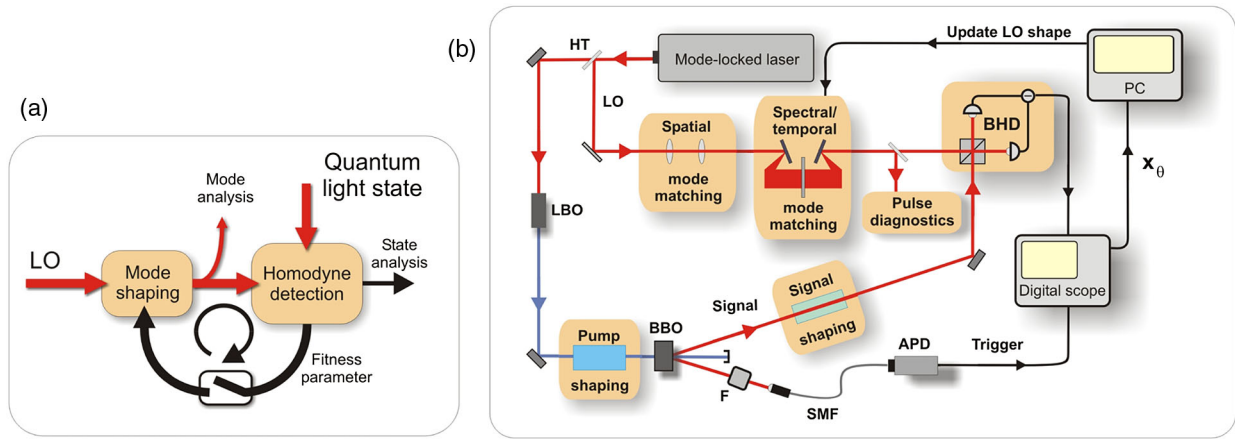 (a)
Mode
analysis
Quantum
light state
LO
Mode
shaping
Homodyne
detection
State
analysis
Fitness
parameter
(b)
HT
Mode-locked laser
Update LO shape
PC
LO
Spatial
mode
matching
Spectral/
temporal
mode
matching
BHD
Pulse
diagnostics
xθ
LBO
Digital scope
Signal
Signal
shaping
Pump
shaping
BBO
F
SMF
APD
Trigger